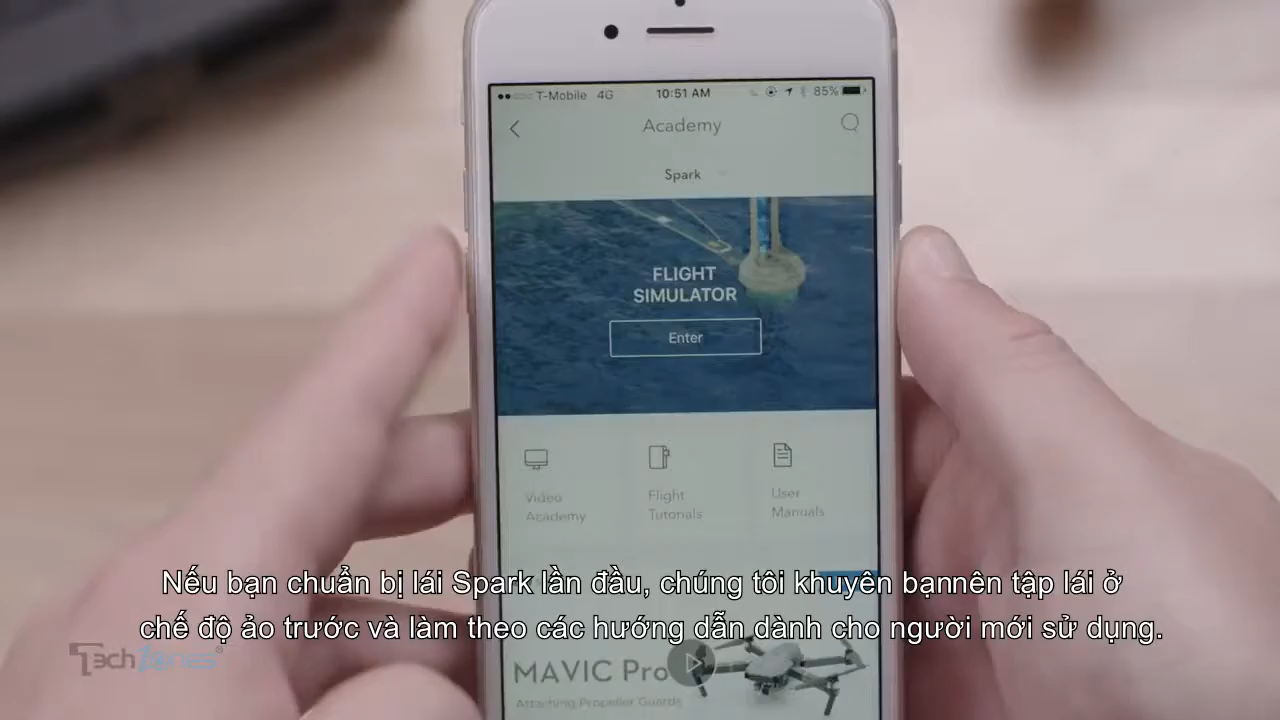 T-Mobile 4G 10:51 AM 85%
Academy
Spark
FLIGHT
SIMULATOR
Enter
Video
Academy
Flight
Tutorials
User
Manuals
Nếu bạn chuẩn bị lái Spark lần đầu, chúng tôi khuyên bạnnên tập lái ở
chế độ ảo trước và làm theo các hướng dẫn dành cho người mới sử dụng.
TechZones®
MAVIC Pro
Attaching Propeller Guards